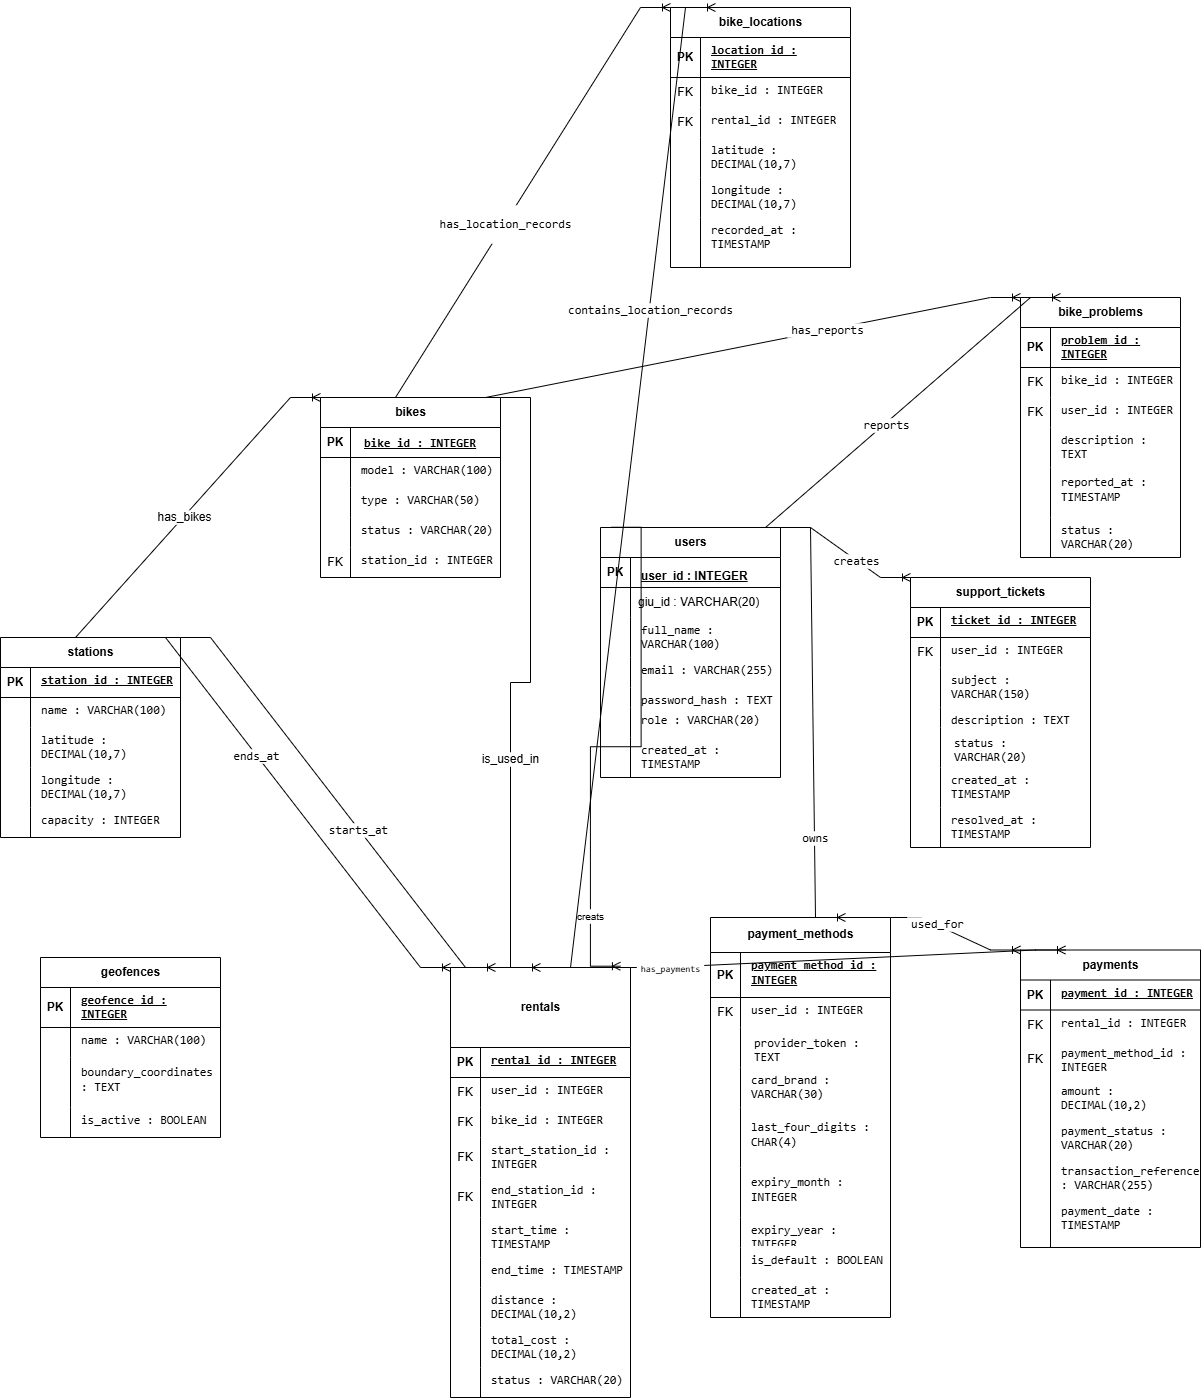 bike_locations
PK
location_id :
INTEGER
FK
bike_id : INTEGER
FK
rental_id : INTEGER
latitude :
DECIMAL(10,7)
longitude :
DECIMAL(10,7)
recorded_at :
TIMESTAMP
has_location_records
contains_location_records
has_reports
bike_problems
PK
problem_id :
INTEGER
FK
bike_id : INTEGER
FK
user_id : INTEGER
description :
TEXT
reported_at :
TIMESTAMP
status :
VARCHAR(20)
bikes
PK
bike_id : INTEGER
model : VARCHAR(100)
type : VARCHAR(50)
status : VARCHAR(20)
FK
station_id : INTEGER
reports
has_bikes
users
PK
user_id : INTEGER
giu_id : VARCHAR(20)
full_name :
VARCHAR(100)
email : VARCHAR(255)
password_hash : TEXT
role : VARCHAR(20)
created_at :
TIMESTAMP
creates
support_tickets
PK
ticket_id : INTEGER
FK
user_id : INTEGER
subject :
VARCHAR(150)
description : TEXT
status :
VARCHAR(20)
created_at :
TIMESTAMP
resolved_at :
TIMESTAMP
stations
PK
station_id : INTEGER
name : VARCHAR(100)
latitude :
DECIMAL(10,7)
longitude :
DECIMAL(10,7)
capacity : INTEGER
ends_at
starts_at
is_used_in
owns
creats
used_for
has_payments
geofences
PK
geofence_id :
INTEGER
name : VARCHAR(100)
boundary_coordinates
: TEXT
is_active : BOOLEAN
rentals
PK
rental_id : INTEGER
FK
user_id : INTEGER
FK
bike_id : INTEGER
FK
start_station_id :
INTEGER
FK
end_station_id :
INTEGER
start_time :
TIMESTAMP
end_time : TIMESTAMP
distance :
DECIMAL(10,2)
total_cost :
DECIMAL(10,2)
status : VARCHAR(20)
payment_methods
PK
payment_method_id :
INTEGER
FK
user_id : INTEGER
provider_token :
TEXT
card_brand :
VARCHAR(30)
last_four_digits :
CHAR(4)
expiry_month :
INTEGER
expiry_year :
INTEGER
is_default : BOOLEAN
created_at :
TIMESTAMP
payments
PK
payment_id : INTEGER
FK
rental_id : INTEGER
FK
payment_method_id :
INTEGER
amount :
DECIMAL(10,2)
payment_status :
VARCHAR(20)
transaction_reference
: VARCHAR(255)
payment_date :
TIMESTAMP